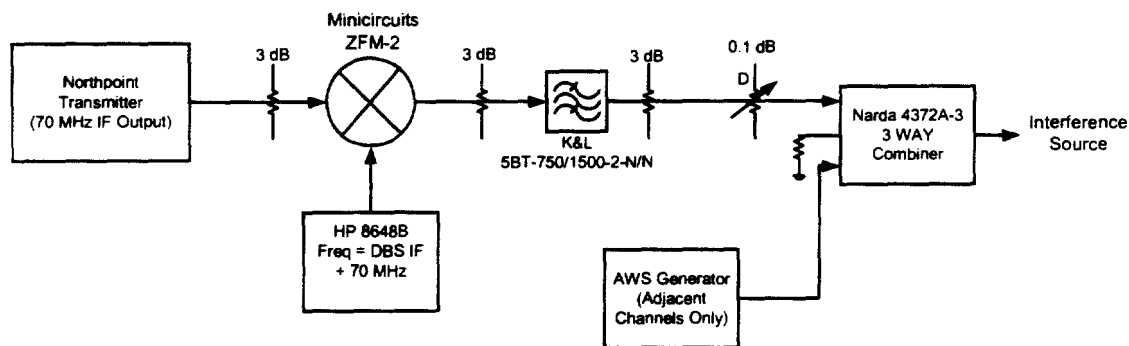 Northpoint
Transmitter
(70 MHz IF Output)
3 dB
Minicircuits
ZFM-2
HP 8648B
Freq = DBS IF
+ 70 MHz
3 dB
K&L
5BT-750/1500-2-N/N
3 dB
0.1 dB
D
Narda 4372A-3
3 WAY
Combiner
Interference
Source
AWS Generator
(Adjacent
Channels Only)